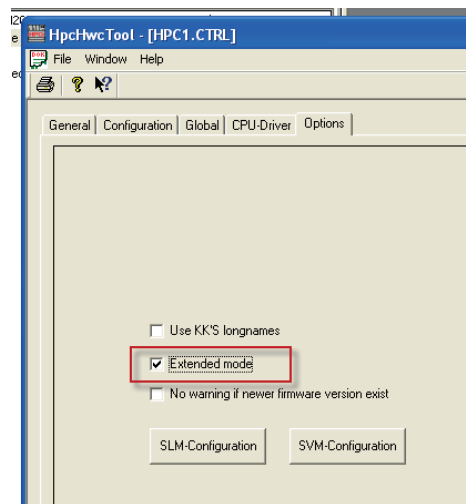 HpcHwcTool - [HPC1.CTRL]
File Window Help
General Configuration Global CPU-Driver Options
Use KK'S longnames
Extended mode
No warning if newer firmware version exist
SLM-Configuration SVM-Configuration